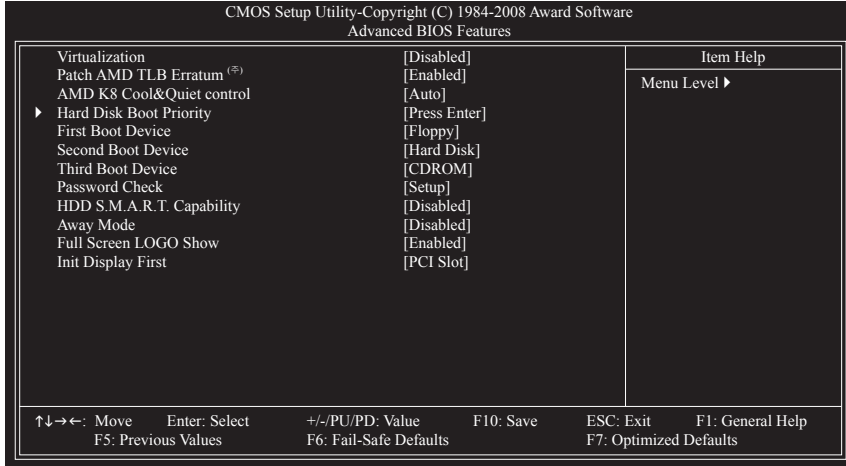 CMOS Setup Utility-Copyright (C) 1984-2008 Award Software
Advanced BIOS Features
Virtualization [Disabled] Item Help
Patch AMD TLB Erratum (주) [Enabled]
Menu Level ▶
AMD K8 Cool&Quiet control [Auto]
▶ Hard Disk Boot Priority [Press Enter]
First Boot Device [Floppy]
Second Boot Device [Hard Disk]
Third Boot Device [CDROM]
Password Check [Setup]
HDD S.M.A.R.T. Capability [Disabled]
Away Mode [Disabled]
Full Screen LOGO Show [Enabled]
Init Display First [PCI Slot]
↑↓→←: Move Enter: Select +/-/PU/PD: Value F10: Save ESC: Exit F1: General Help
F5: Previous Values F6: Fail-Safe Defaults F7: Optimized Defaults